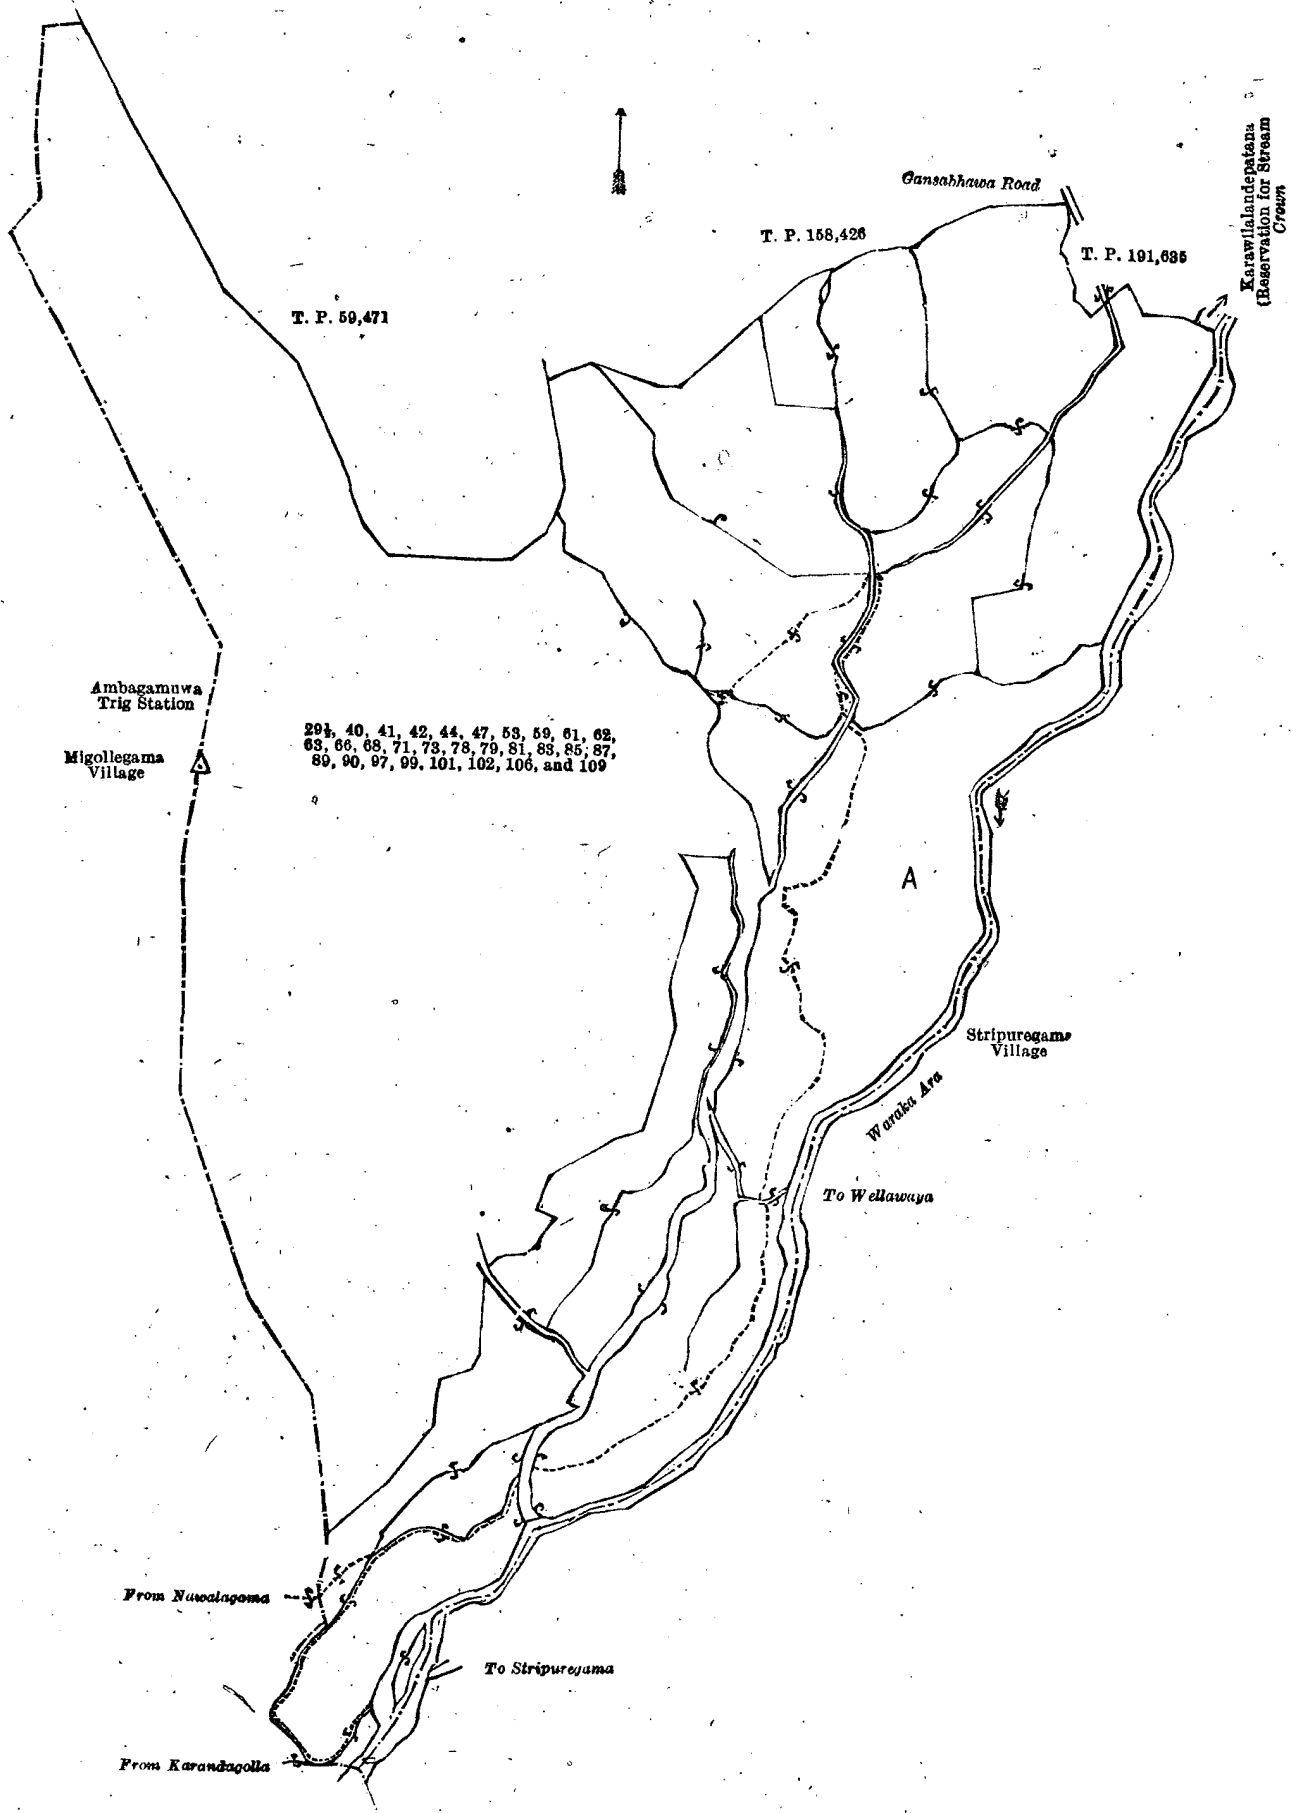 Gansabhawa Road
Karawilalandepatana
(Reservation for Stream
Crown
T. P. 158,426
T. P. 191,635
T. P. 59,471
Ambagamuwa
Trig Station
Migollegama
Village
29½, 40, 41, 42, 44, 47, 53, 59, 61, 62,
63, 66, 68, 71, 73, 78, 79, 81, 83, 85, 87,
89, 90, 97, 99, 101, 102, 106, and 109
A
Stripuregama
Village
Waraka Ara
To Wellawaya
From Nawalagama
To Stripuregama
From Karandagolla